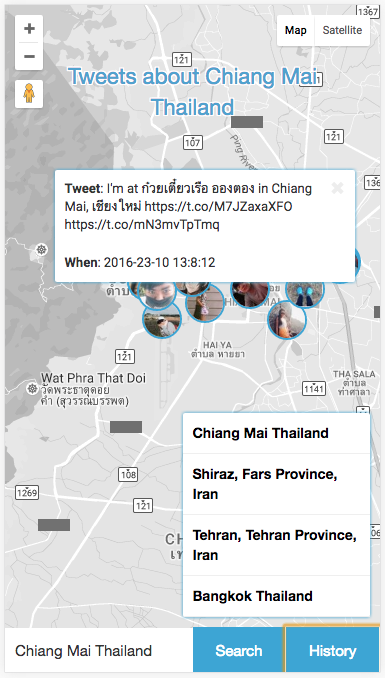 Map Satellite
Tweets about Chiang Mai
Thailand
121
107
Ping River
121
1367
Tweet: I'm at ก๋วยเตี๋ยวเรือ อองตอง in Chiang
Mai, เชียงใหม่ https://t.co/M7JZaxaXFO
https://t.co/mN3mvTpTmq
When: 2016-23-10 13:8:12
HAI YA
ตำบล หายยา
121
Wat Phra That Doi
วัดพระธาตุดอย
คำ (สุวรรณบรรพต)
THA SALA
ตำบล
ท่าศาลา
1141
108
1269
121
Chiang Mai Thailand
Shiraz, Fars Province,
Iran
Tehran, Tehran Province,
Iran
Bangkok Thailand
Chiang Mai Thailand Search History